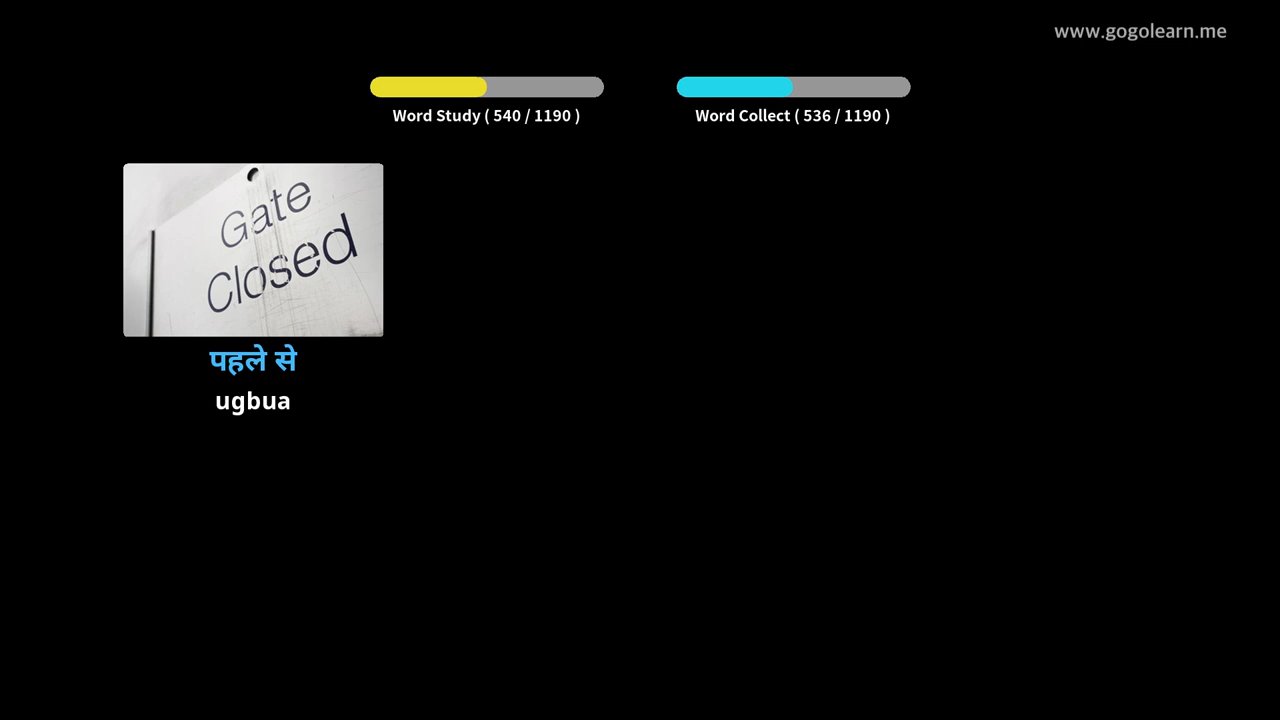 www.gogolearn.me
Word Study ( 540 / 1190 )
Word Collect ( 536 / 1190 )
Gate
Closed
पहले से
ugbua